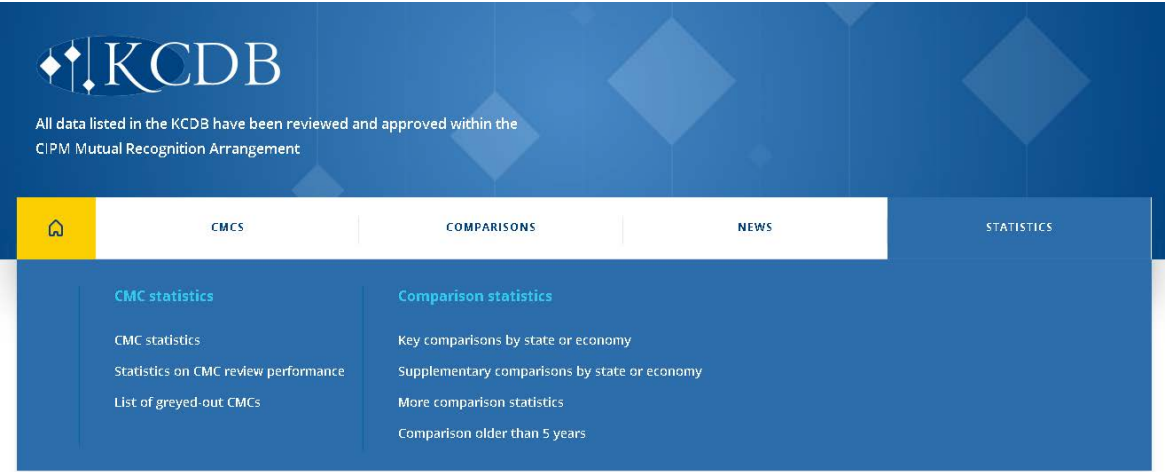 KCDB
All data listed in the KCDB have been reviewed and approved within the
CIPM Mutual Recognition Arrangement
CMCS
COMPARISONS
NEWS
STATISTICS
CMC statistics
CMC statistics
Statistics on CMC review performance
List of greyed-out CMCs
Comparison statistics
Key comparisons by state or economy
Supplementary comparisons by state or economy
More comparison statistics
Comparison older than 5 years